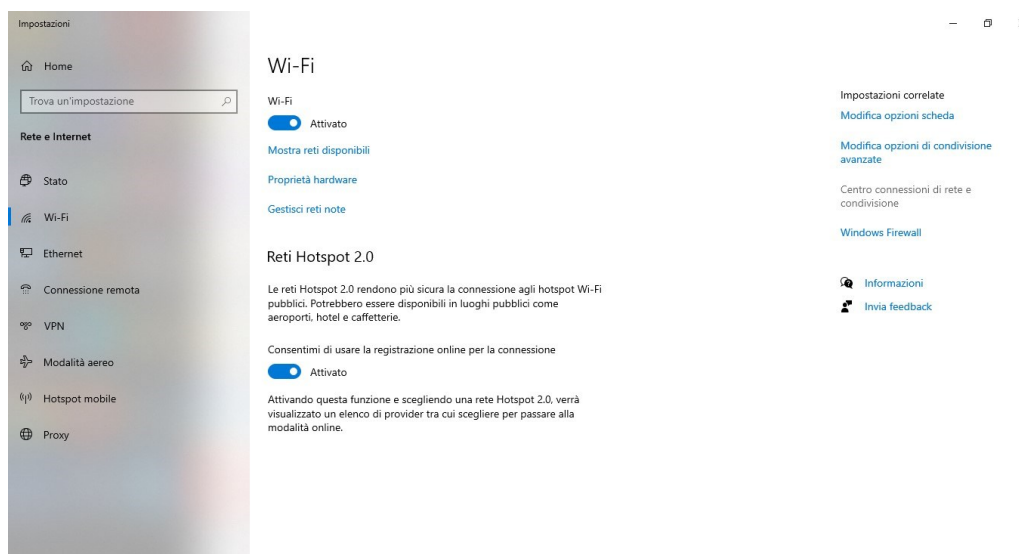 Impostazioni
Home
Trova un'impostazione
Rete e Internet
Stato
Wi-Fi
Ethernet
Connessione remota
VPN
Modalità aereo
Hotspot mobile
Proxy
Wi-Fi
Wi-Fi
Attivato
Mostra reti disponibili
Proprietà hardware
Gestisci reti note
Reti Hotspot 2.0
Le reti Hotspot 2.0 rendono più sicura la connessione agli hotspot Wi-Fi
pubblici. Potrebbero essere disponibili in luoghi pubblici come
aeroporti, hotel e caffetterie.
Consentimi di usare la registrazione online per la connessione
Attivato
Attivando questa funzione e scegliendo una rete Hotspot 2.0, verrà
visualizzato un elenco di provider tra cui scegliere per passare alla
modalità online.
Impostazioni correlate
Modifica opzioni scheda
Modifica opzioni di condivisione
avanzate
Centro connessioni di rete e
condivisione
Windows Firewall
Informazioni
Invia feedback